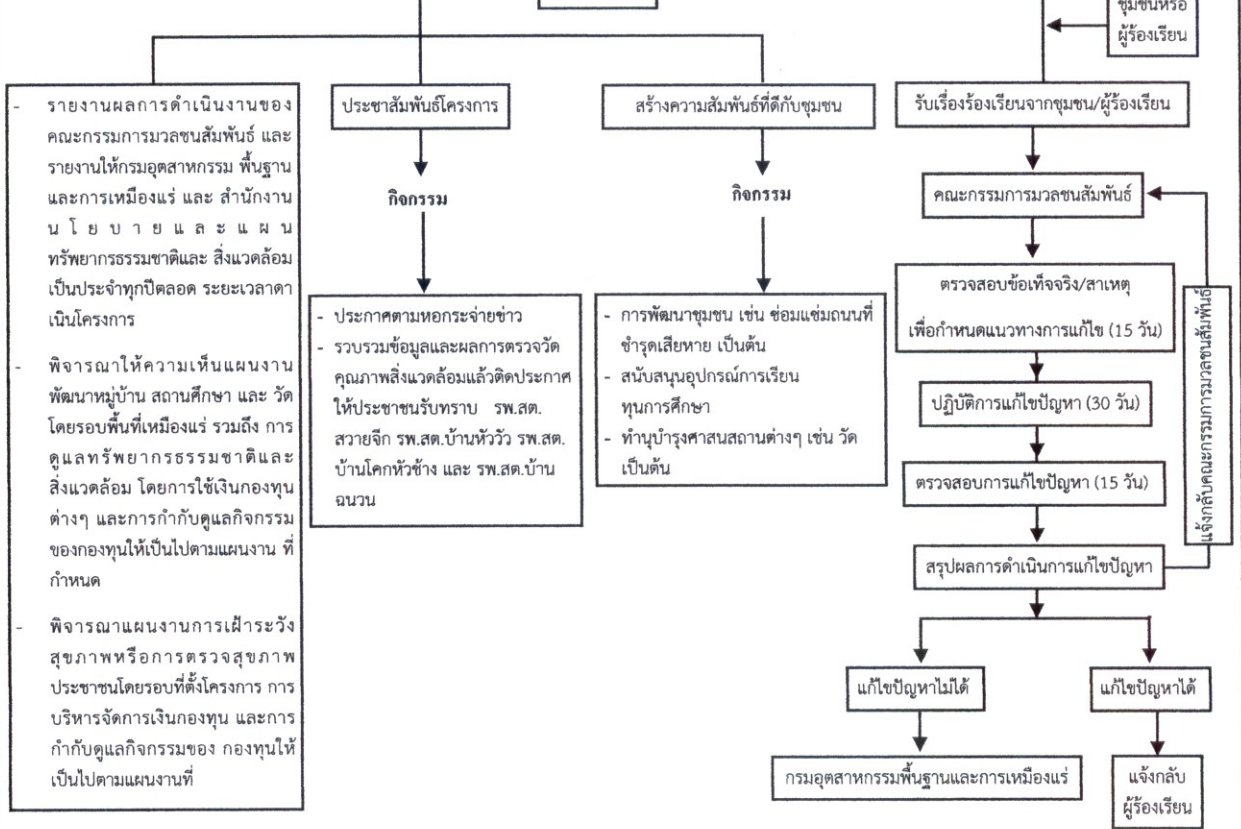 ชุมชนหรือ
ผู้ร้องเรียน
- รายงานผลการดำเนินงานของ
คณะกรรมการมวลชนสัมพันธ์ และ
รายงานให้กรมอุตสาหกรรม พื้นฐาน
และการเหมืองแร่ และ สำนักงาน
น โ ย บ า ย แ ล ะ แ ผ น
ทรัพยากรธรรมชาติและ สิ่งแวดล้อม
เป็นประจำทุกปีตลอด ระยะเวลาดา
เนินโครงการ
- พิจารณาให้ความเห็นแผนงาน
พัฒนาหมู่บ้าน สถานศึกษา และ วัด
โดยรอบพื้นที่เหมืองแร่ รวมถึง การ
ดูแลทรัพยากรธรรมชาติและ
สิ่งแวดล้อม โดยการใช้เงินกองทุน
ต่างๆ และการกำกับดูแลกิจกรรม
ของกองทุนให้เป็นไปตามแผนงาน ที่
กำหนด
- พิจารณาแผนงานการเฝ้าระวัง
สุขภาพหรือการตรวจสุขภาพ
ประชาชนโดยรอบที่ตั้งโครงการ การ
บริหารจัดการเงินกองทุน และการ
กำกับดูแลกิจกรรมของ กองทุนให้
เป็นไปตามแผนงานที่
ประชาสัมพันธ์โครงการ
กิจกรรม
- ประกาศตามหอกระจ่ายข่าว
- รวบรวมข้อมูลและผลการตรวจวัด
คุณภาพสิ่งแวดล้อมแล้วติดประกาศ
ให้ประชาชนรับทราบ รพ.สต.
สวายจีก รพ.สต.บ้านหัววัว รพ.สต.
บ้านโคกหัวช้าง และ รพ.สต.บ้าน
ฉนวน
สร้างความสัมพันธ์ที่ดีกับชุมชน
กิจกรรม
- การพัฒนาชุมชน เช่น ซ่อมแซ่มถนนที่
ชำรุดเสียหาย เป็นต้น
- สนับสนุนอุปกรณ์การเรียน
ทุนการศึกษา
- ทำนุบำรุงศาสนสถานต่างๆ เช่น วัด
เป็นต้น
รับเรื่องร้องเรียนจากชุมชน/ผู้ร้องเรียน
คณะกรรมการมวลชนสัมพันธ์
ตรวจสอบข้อเท็จจริง/สาเหตุ
เพื่อกำหนดแนวทางการแก้ไข (15 วัน)
ปฏิบัติการแก้ไขปัญหา (30 วัน)
ตรวจสอบการแก้ไขปัญหา (15 วัน)
สรุปผลการดำเนินการแก้ไขปัญหา
แจ้งกลับคณะกรรมการมวลชนสัมพันธ์
แก้ไขปัญหาไม่ได้
แก้ไขปัญหาได้
กรมอุตสาหกรรมพื้นฐานและการเหมืองแร่
แจ้งกลับ
ผู้ร้องเรียน